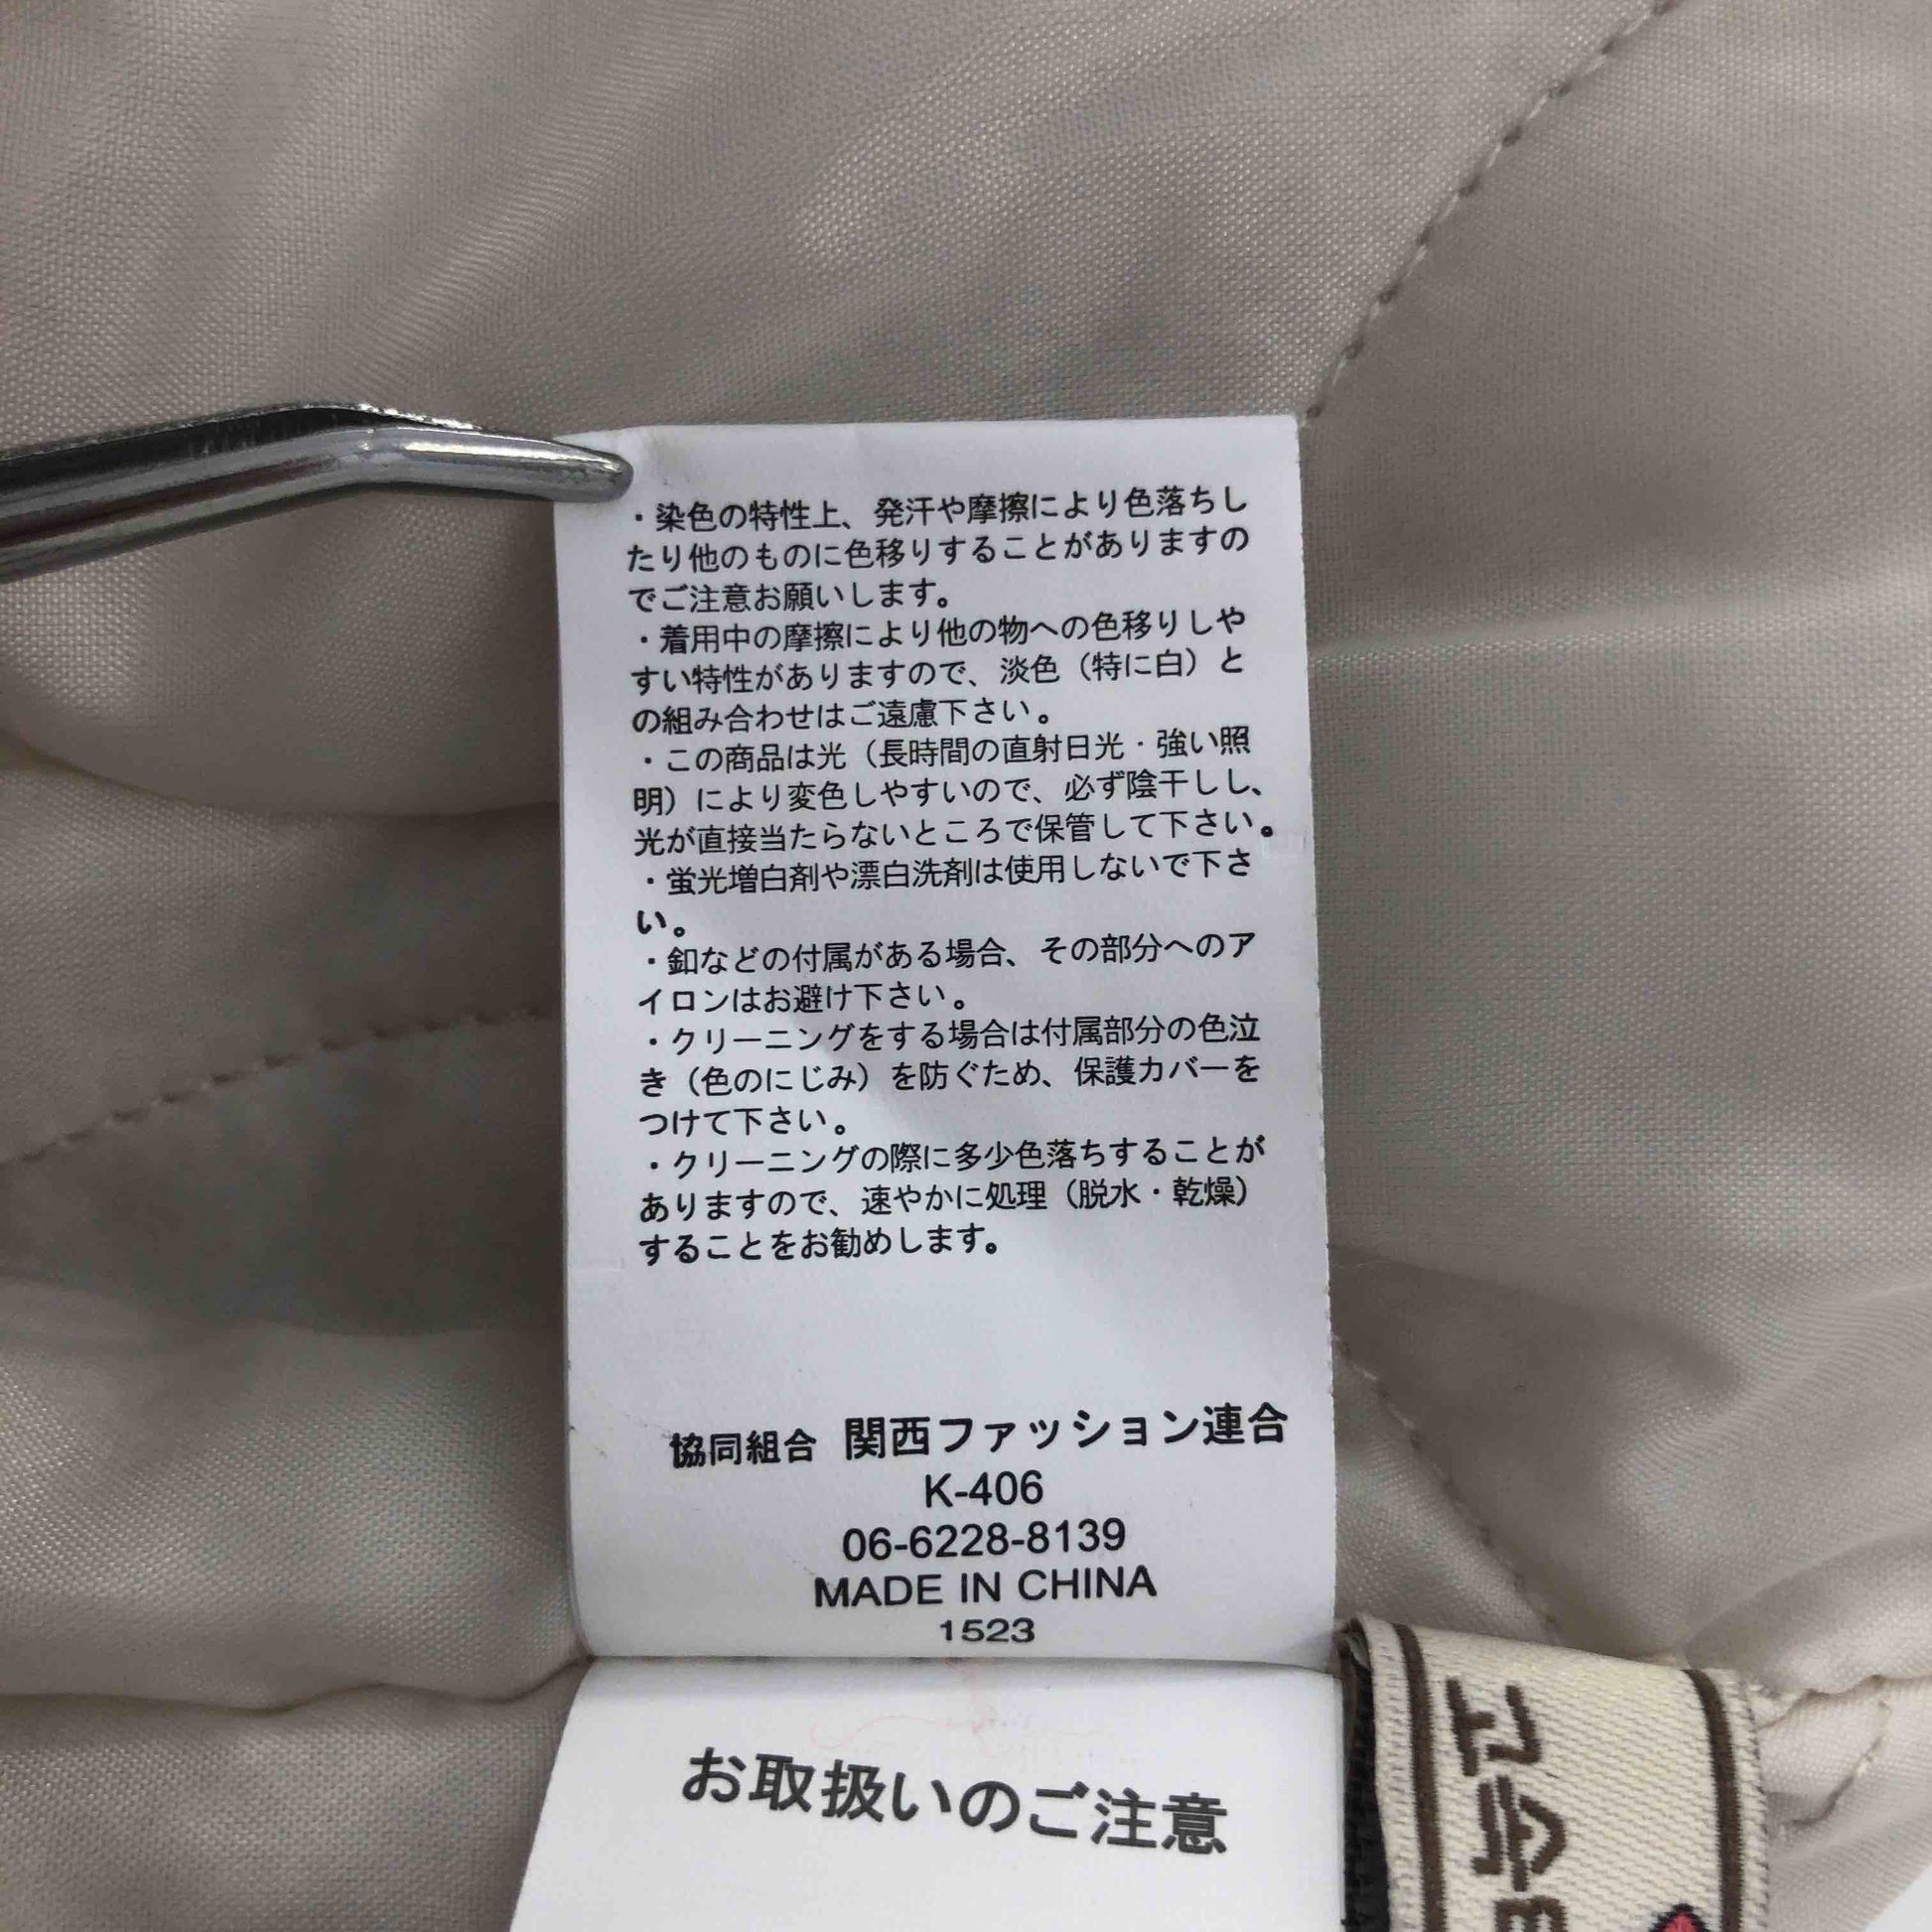 ・染色の特性上、発汗や摩擦により色落ちし
たり他のものに色移りすることがありますの
でご注意お願いします。
・着用中の摩擦により他の物への色移りしや
すい特性がありますので、淡色（特に白）と
の組み合わせはご遠慮下さい。
・この商品は光（長時間の直射日光・強い照
明）により変色しやすいので、必ず陰干しし、
光が直接当たらないところで保管して下さい。
・蛍光増白剤や漂白洗剤は使用しないで下さ
い。
・釦などの付属がある場合、その部分へのア
イロンはお避け下さい。
・クリーニングをする場合は付属部分の色泣
き（色のにじみ）を防ぐため、保護カバーを
つけて下さい。
・クリーニングの際に多少色落ちすることが
ありますので、速やかに処理（脱水・乾燥）
することをお勧めします。
協同組合 関西ファッション連合
K-406
06-6228-8139
MADE IN CHINA
1523
お取扱いのご注意